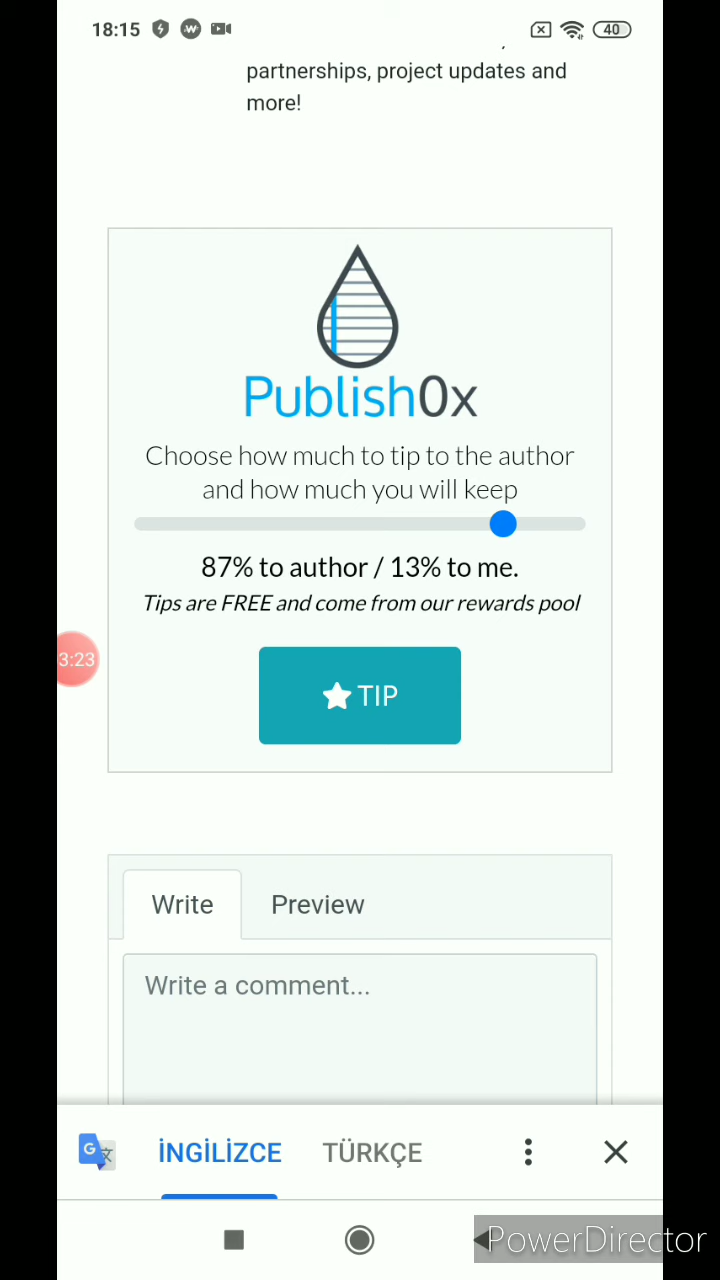 18:15
40
partnerships, project updates and
more!
Publish0x
Choose how much to tip to the author
and how much you will keep
87% to author / 13% to me.
Tips are FREE and come from our rewards pool
3:23
TIP
Write Preview
Write a comment...
İNGİLİZCE TÜRKÇE
PowerDirector